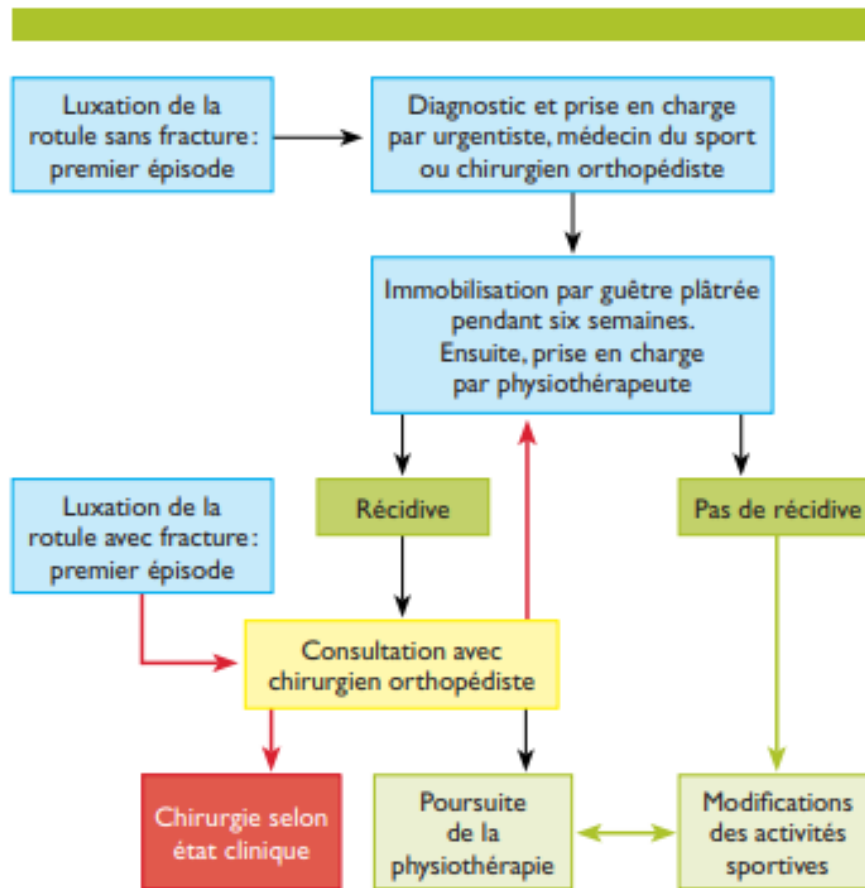 Luxation de la
rotule sans fracture:
premier épisode
Diagnostic et prise en charge
par urgentiste, médecin du sport
ou chirurgien orthopédiste
Immobilisation par guêtre plâtrée
pendant six semaines.
Ensuite, prise en charge
par physiothérapeute
Luxation de la
rotule avec fracture:
premier épisode
Récidive
Pas de récidive
Consultation avec
chirurgien orthopédiste
Chirurgie selon
état clinique
Poursuite
de la
physiothérapie
Modifications
des activités
sportives